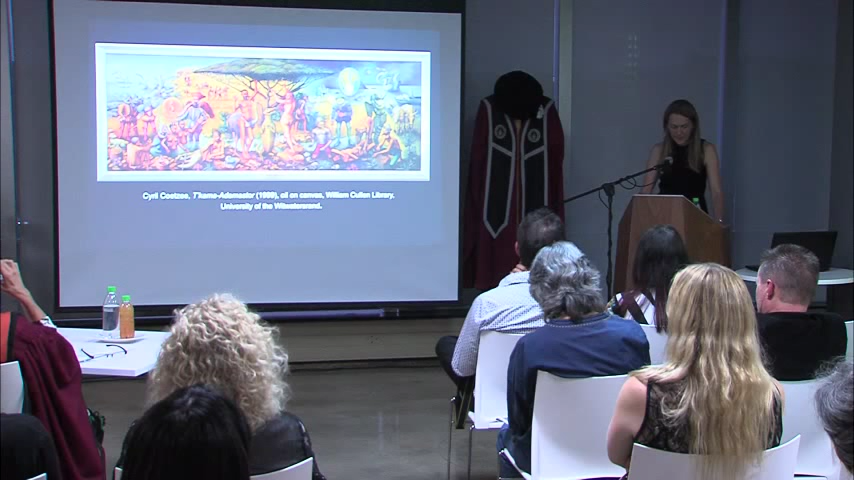 Cyril Coetzee, T'kama-Adamastor (1999), oil on canvas, William Cullen Library,
University of the Witwatersrand.